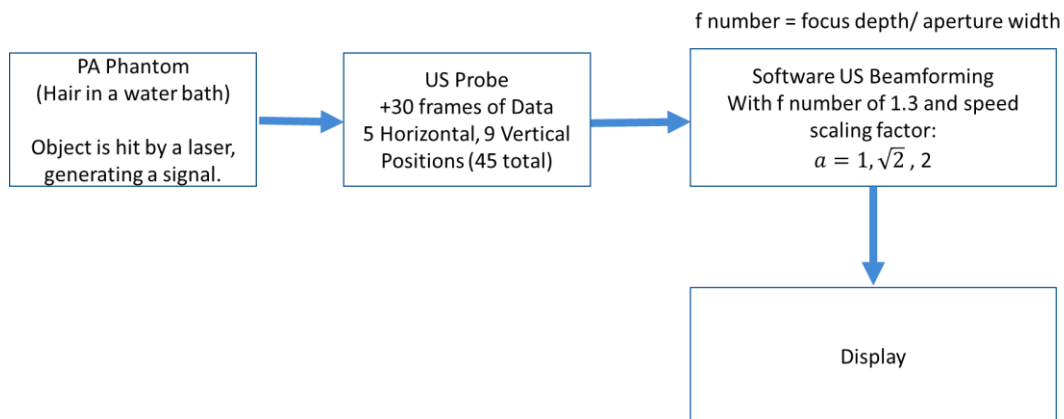 f number = focus depth/ aperture width
PA Phantom
(Hair in a water bath)
Object is hit by a laser,
generating a signal.
US Probe
+30 frames of Data
5 Horizontal, 9 Vertical
Positions (45 total)
Software US Beamforming
With f number of 1.3 and speed
scaling factor:
𝑎 = 1, √2 , 2
Display